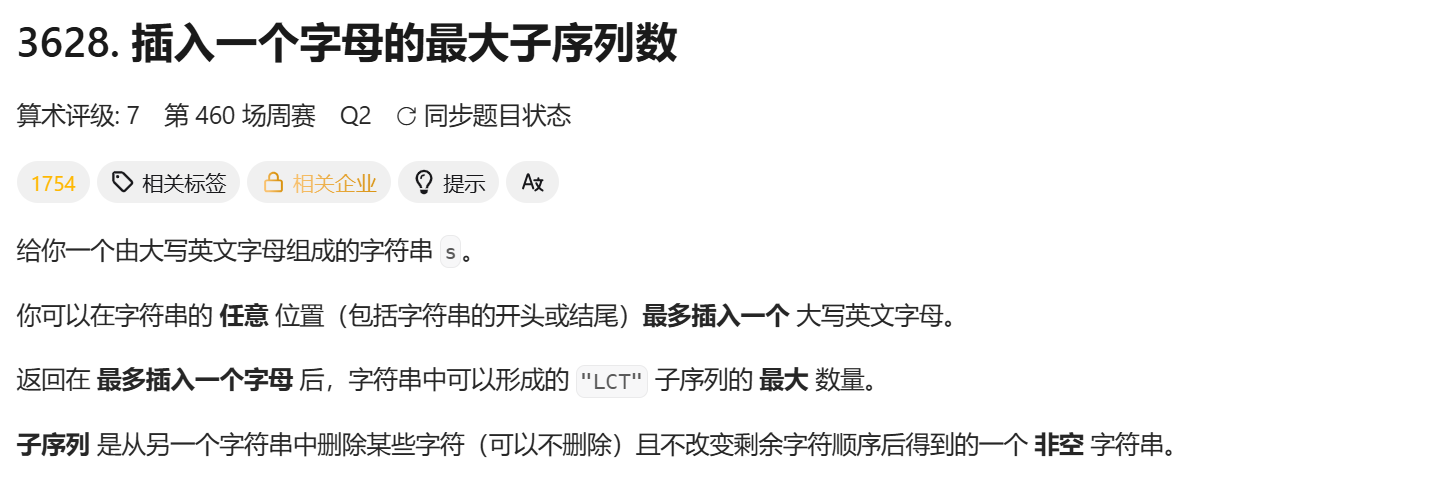 3628. 插入一个字母的最大子序列数
算术评级: 7 第 460 场周赛 Q2 同步题目状态
1754 相关标签 相关企业 提示 A文
给你一个由大写英文字母组成的字符串 s。
你可以在字符串的 任意 位置（包括字符串的开头或结尾）最多插入一个 大写英文字母。
返回在 最多插入一个字母 后，字符串中可以形成的 "LCT" 子序列的 最大 数量。
子序列 是从另一个字符串中删除某些字符（可以不删除）且不改变剩余字符顺序后得到的一个 非空 字符串。